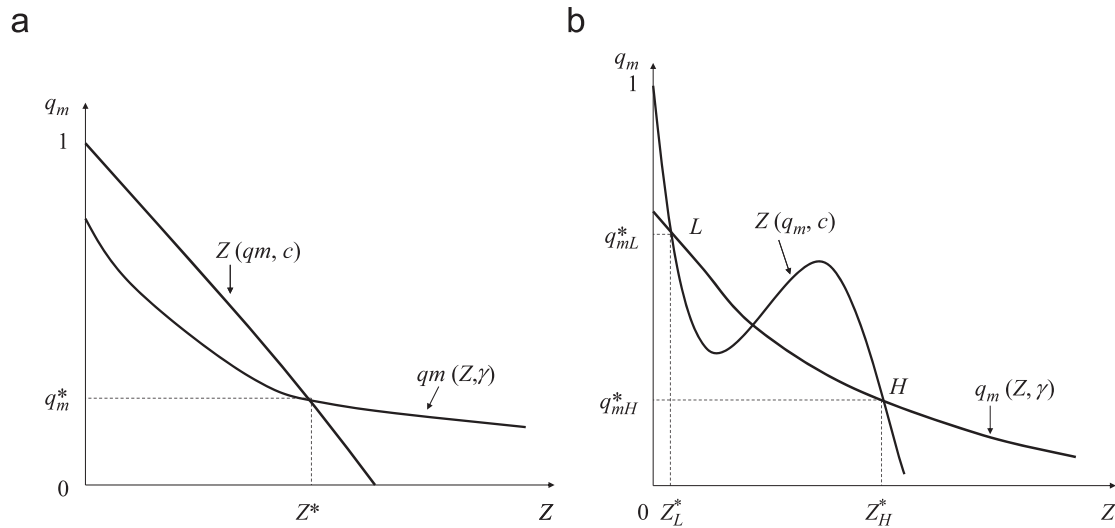 a
q_m
1
Z (qm, c)
qm (Z,γ)
q*_m
0
Z*
Z
b
q_m
1
Z (q_m, c)
q*_mL
L
H
q_m (Z, γ)
q*_mH
0
Z*_L
Z*_H
Z